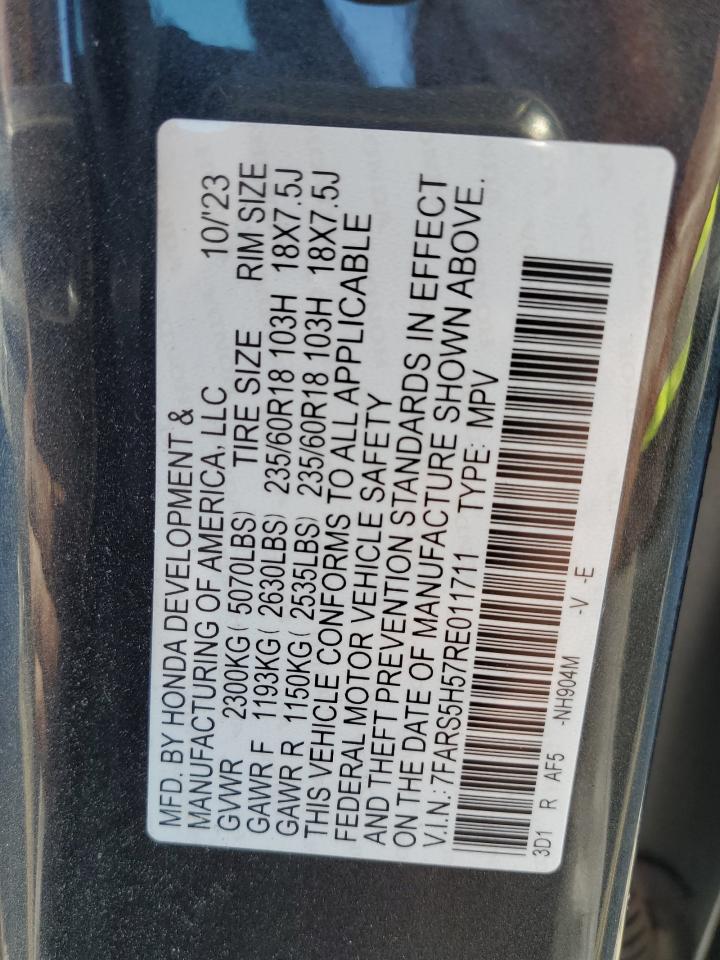 MFD. BY HONDA DEVELOPMENT &
MANUFACTURING OF AMERICA, LLC 10/'23
GVWR 2300KG( 5070LBS) TIRE SIZE RIM SIZE
GAWR F 1193KG( 2630LBS) 235/60R18 103H 18X7.5J
GAWR R 1150KG( 2535LBS) 235/60R18 103H 18X7.5J
THIS VEHICLE CONFORMS TO ALL APPLICABLE
FEDERAL MOTOR VEHICLE SAFETY
AND THEFT PREVENTION STANDARDS IN EFFECT
ON THE DATE OF MANUFACTURE SHOWN ABOVE.
V.I.N.: 7FARS5H57RE011711 TYPE: MPV
3D1 R AF5 -NH904M -V -E